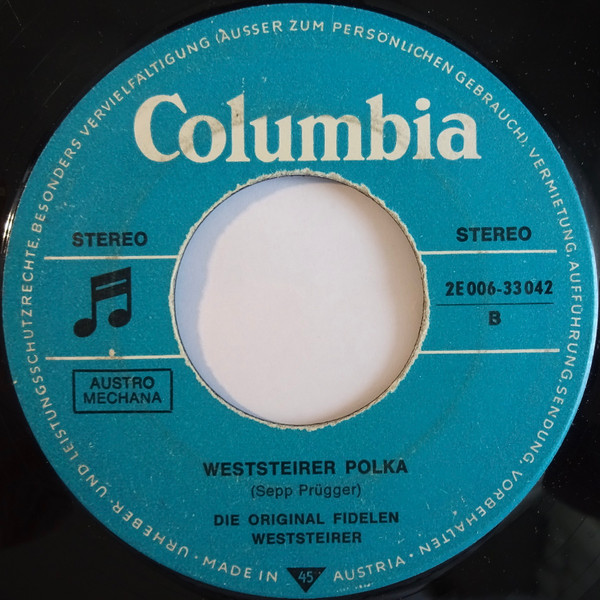 URHEBER- UND LEISTUNGSSCHUTZRECHTE, BESONDERS VERVIELFÄLTIGUNG (AUSSER ZUM PERSÖNLICHEN GEBRAUCH), VERMIETUNG, AUFFÜHRUNG, SENDUNG, VORBEHALTEN ·
Columbia
STEREO
STEREO
2E 006-33 042
B
AUSTRO
MECHANA
WESTSTEIRER POLKA
(Sepp Prügger)
DIE ORIGINAL FIDELEN
WESTSTEIRER
· MADE IN 45 AUSTRIA ·